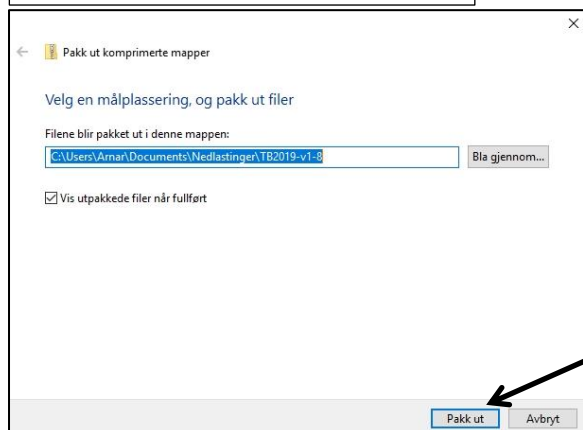 Pakk ut komprimerte mapper
Velg en målplassering, og pakk ut filer
Filene blir pakket ut i denne mappen:
C:\Users\Arnar\Documents\Nedlastinger\TB2019-v1-8
Bla gjennom...
Vis utpakkede filer når fullført
Pakk ut
Avbryt